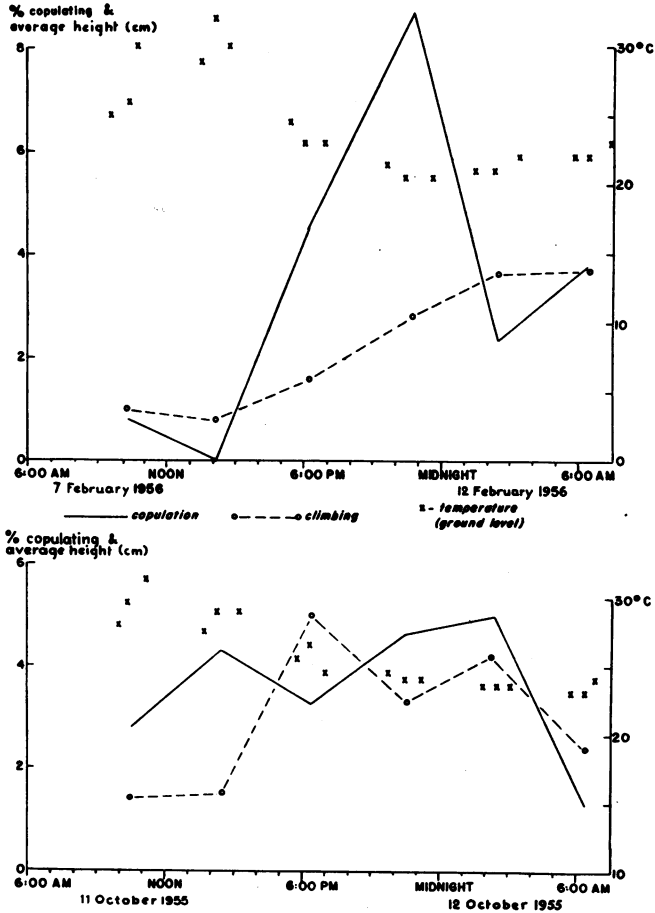 % copulating &
average height (cm)
8
30°C
6
20
4
10
2
0
0
6:00 AM NOON 6:00 PM MIDNIGHT 6:00 AM
7 February 1956 12 February 1956
copulation climbing x - temperature
(ground level)
% copulating &
average height (cm)
6
30°C
4
20
2
0
10
6:00 AM NOON 6:00 PM MIDNIGHT 6:00 AM
11 October 1955 12 October 1955